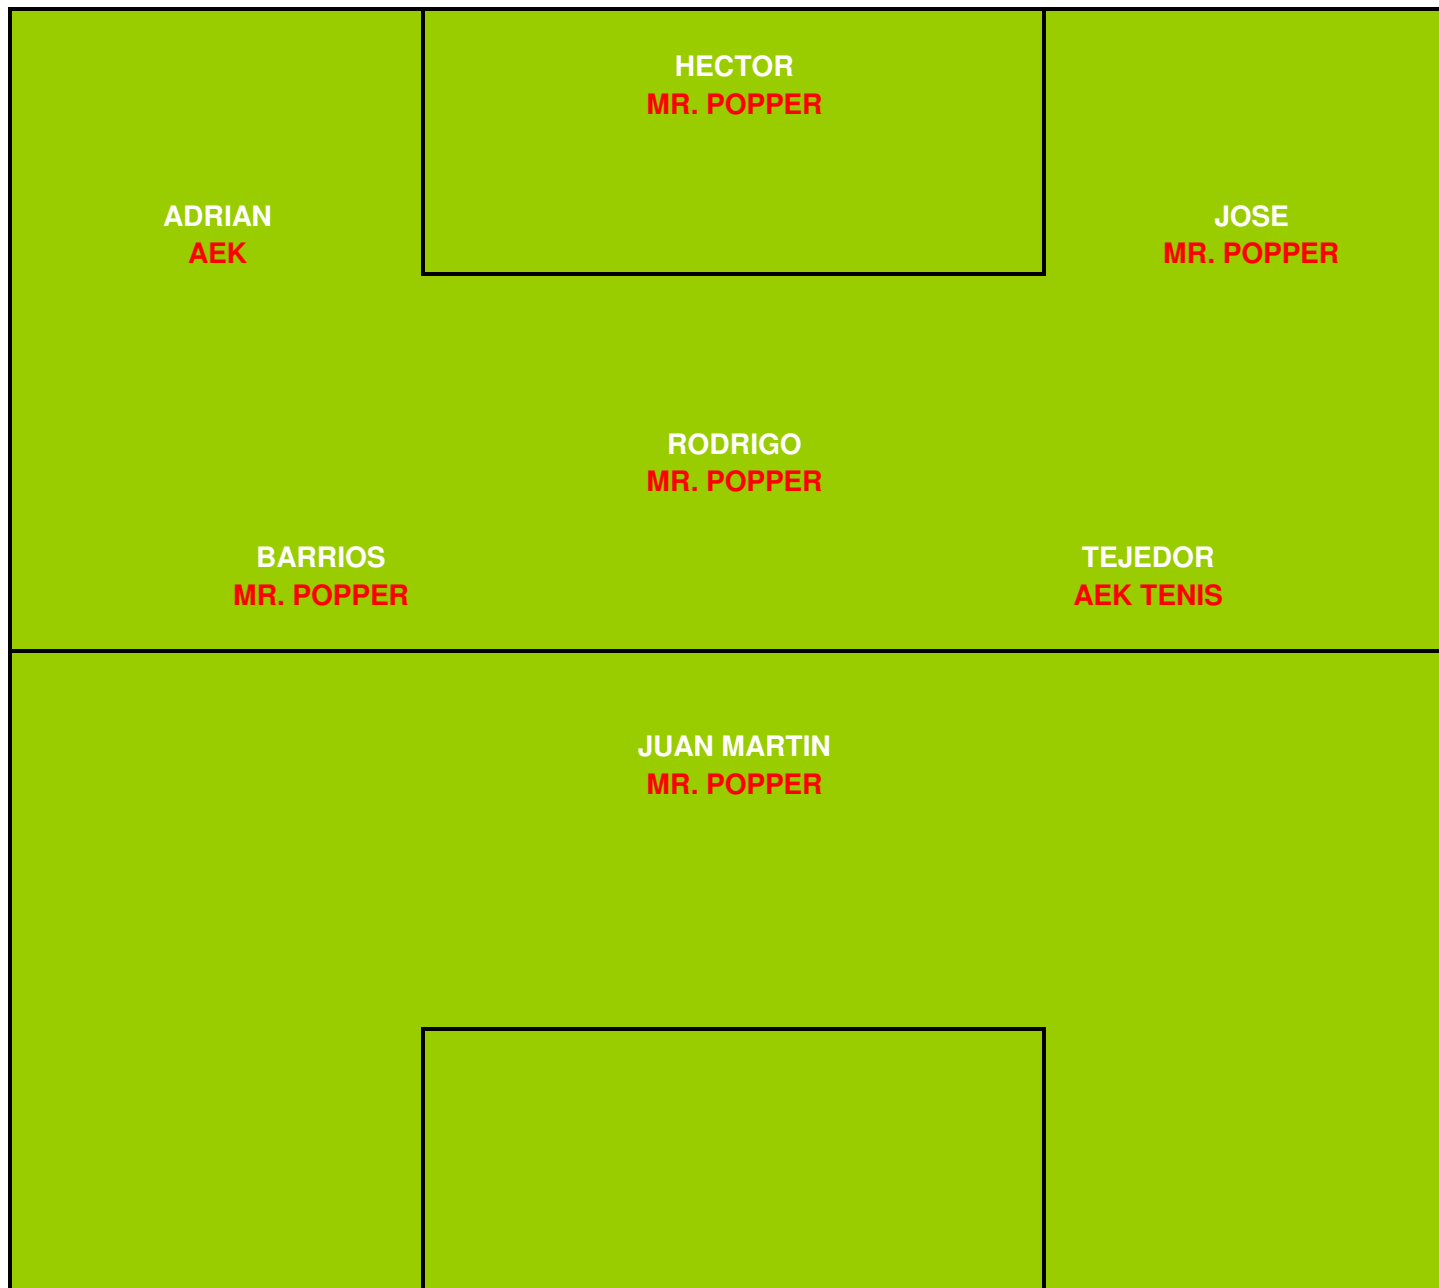 HECTOR
MR. POPPER
ADRIAN
AEK
JOSE
MR. POPPER
RODRIGO
MR. POPPER
BARRIOS
MR. POPPER
TEJEDOR
AEK TENIS
JUAN MARTIN
MR. POPPER